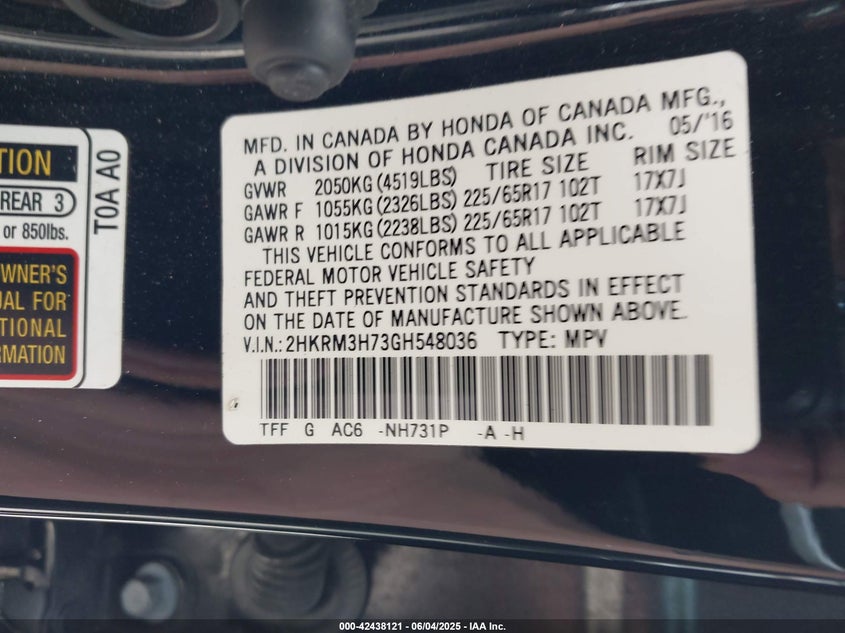 TION
REAR 3
or 850lbs.
WNER'S
UAL FOR
TIONAL
RMATION
T0A A0
MFD. IN CANADA BY HONDA OF CANADA MFG.,
A DIVISION OF HONDA CANADA INC. 05/'16
GVWR 2050KG(4519LBS) TIRE SIZE RIM SIZE
GAWR F 1055KG(2326LBS) 225/65R17 102T 17X7J
GAWR R 1015KG(2238LBS) 225/65R17 102T 17X7J
THIS VEHICLE CONFORMS TO ALL APPLICABLE
FEDERAL MOTOR VEHICLE SAFETY
AND THEFT PREVENTION STANDARDS IN EFFECT
ON THE DATE OF MANUFACTURE SHOWN ABOVE.
V.I.N.: 2HKRM3H73GH548036 TYPE: MPV
TFF G AC6 -NH731P -A -H
000-42438121 - 06/04/2025 - IAA Inc.